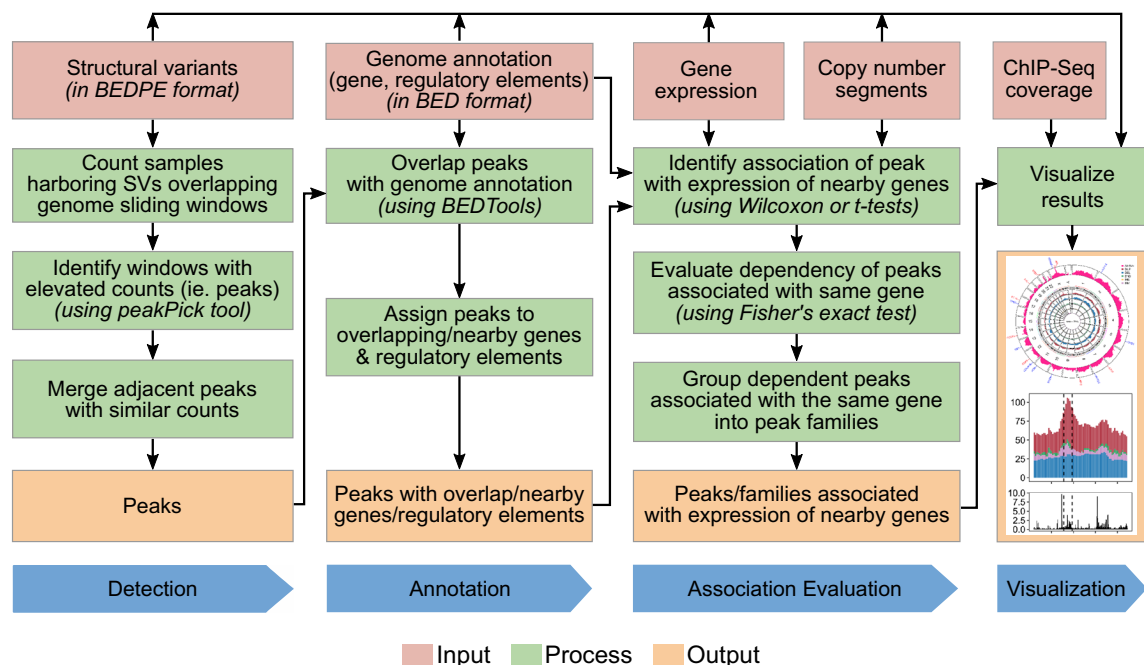 Structural variants
(in BEDPE format)
Genome annotation
(gene, regulatory elements)
(in BED format)
Gene
expression
Copy number
segments
ChIP-Seq
coverage
Count samples
harboring SVs overlapping
genome sliding windows
Overlap peaks
with genome annotation
(using BEDTools)
Identify association of peak
with expression of nearby genes
(using Wilcoxon or t-tests)
Visualize
results
Identify windows with
elevated counts (ie. peaks)
(using peakPick tool)
Assign peaks to
overlapping/nearby genes
& regulatory elements
Evaluate dependency of peaks
associated with same gene
(using Fisher's exact test)
Merge adjacent peaks
with similar counts
Group dependent peaks
associated with the same gene
into peak families
100
75
50
25
0
10.0
7.5
5.0
2.5
0.0
Peaks
Peaks with overlap/nearby
genes/regulatory elements
Peaks/families associated
with expression of nearby genes
Detection
Annotation
Association Evaluation
Visualization
Input
Process
Output